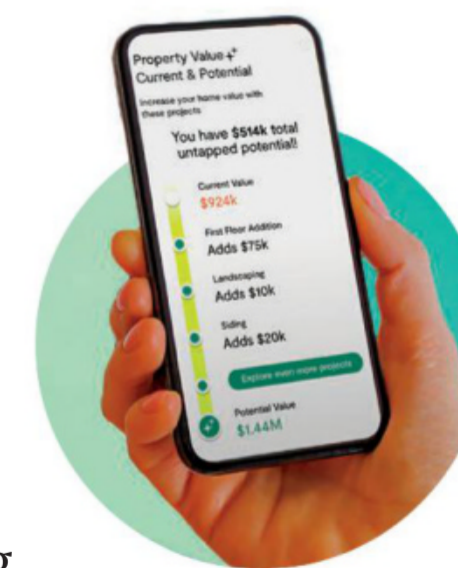 Property Value
Current & Potential
Increase your home value with
these projects
You have $514k total
untapped potential!
Current Value
$924k
First Floor Addition
Adds $75k
Landscaping
Adds $10k
Siding
Adds $20k
Explore even more projects
Potential Value
$1.44M
g